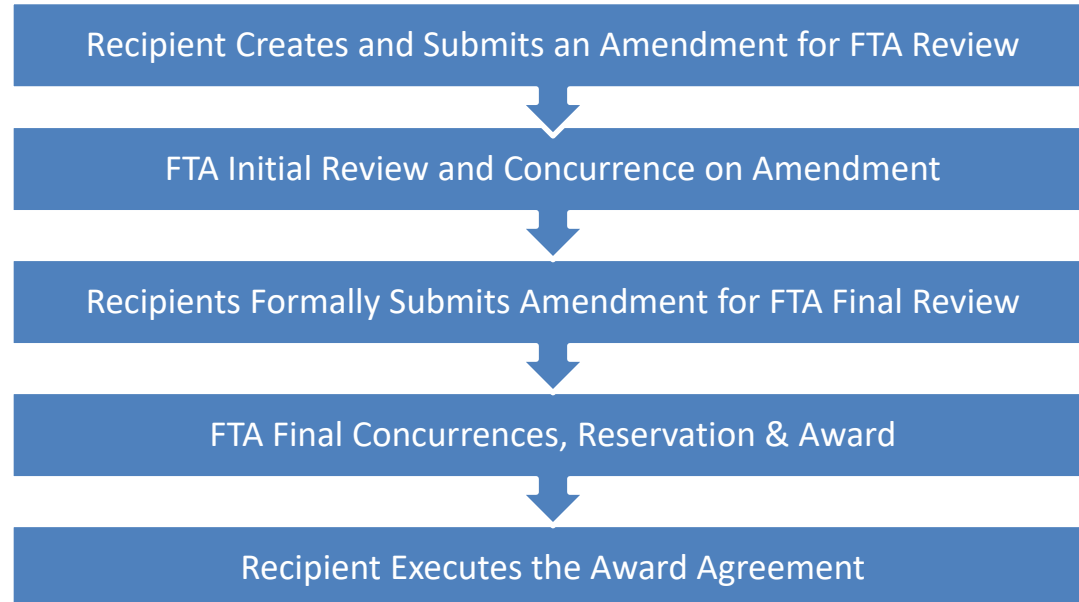 Recipient Creates and Submits an Amendment for FTA Review
FTA Initial Review and Concurrence on Amendment
Recipients Formally Submits Amendment for FTA Final Review
FTA Final Concurrences, Reservation & Award
Recipient Executes the Award Agreement